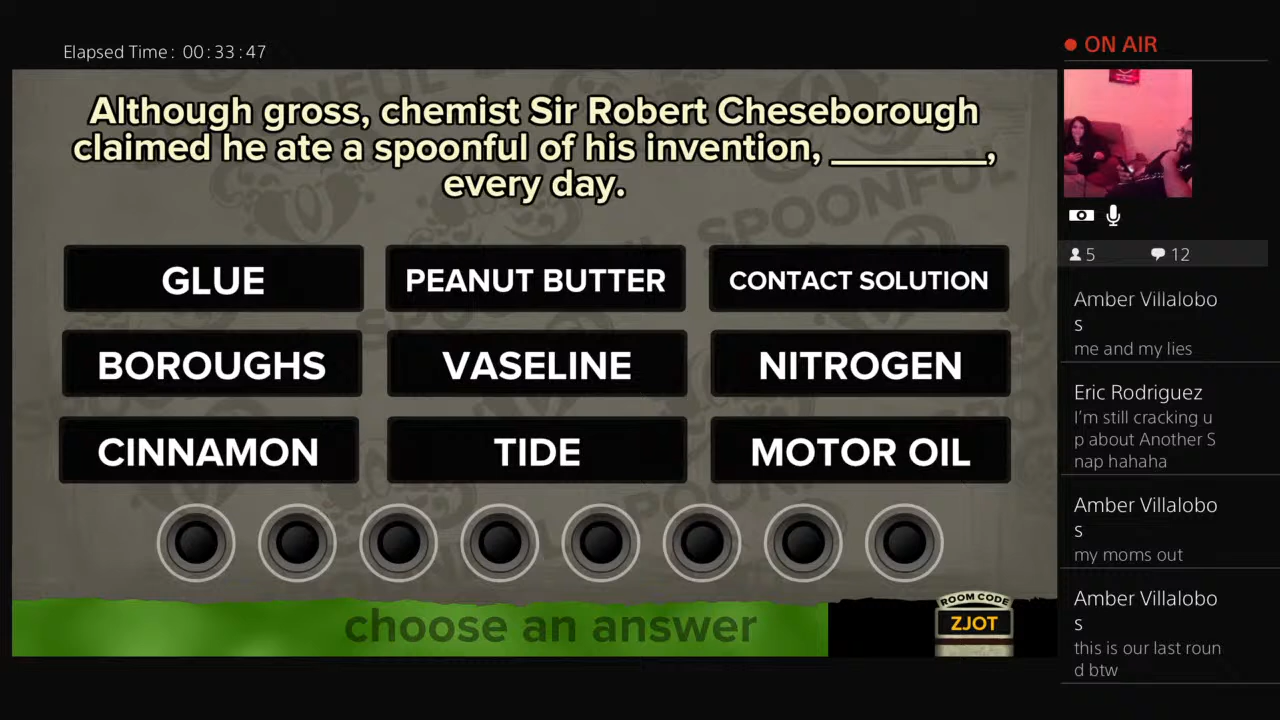 Elapsed Time: 00:33:47
ON AIR
Although gross, chemist Sir Robert Cheseborough
claimed he ate a spoonful of his invention, _______,
every day.
GLUE
PEANUT BUTTER
CONTACT SOLUTION
BOROUGHS
VASELINE
NITROGEN
CINNAMON
TIDE
MOTOR OIL
choose an answer
ROOM CODE
ZJOT
5
12
Amber Villalobo
s
me and my lies
Eric Rodriguez
I'm still cracking u
p about Another S
nap hahaha
Amber Villalobo
s
my moms out
Amber Villalobo
s
this is our last roun
d btw
SPOONFUL